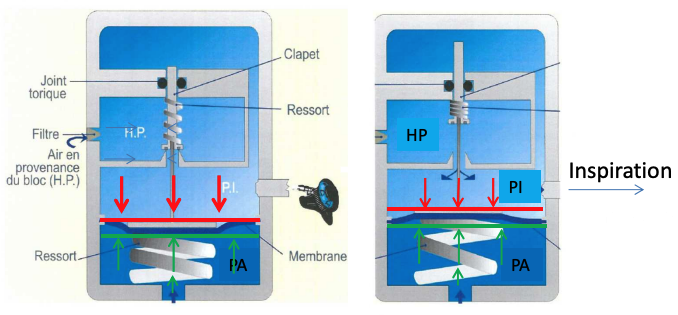 Clapet
Joint
torique
Ressort
Filtre
H.P.
Air en
provenance
du bloc (H.P.)
P.I.
Ressort
PA
Membrane
HP
PI
Inspiration
PA